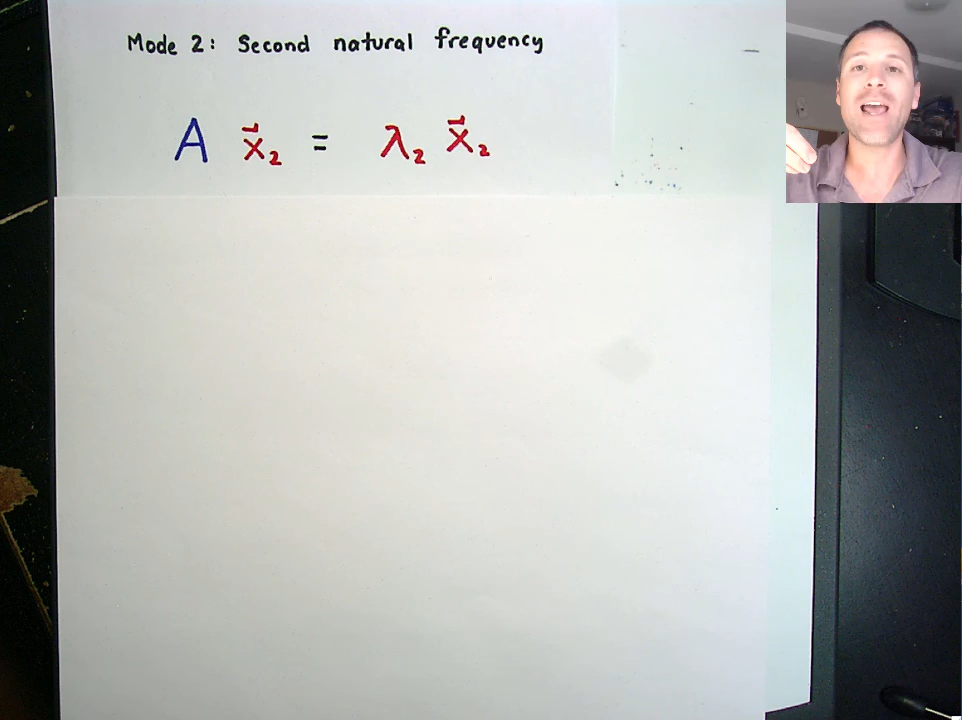 Mode 2: Second natural frequency
A x⃗₂ = λ₂ x⃗₂